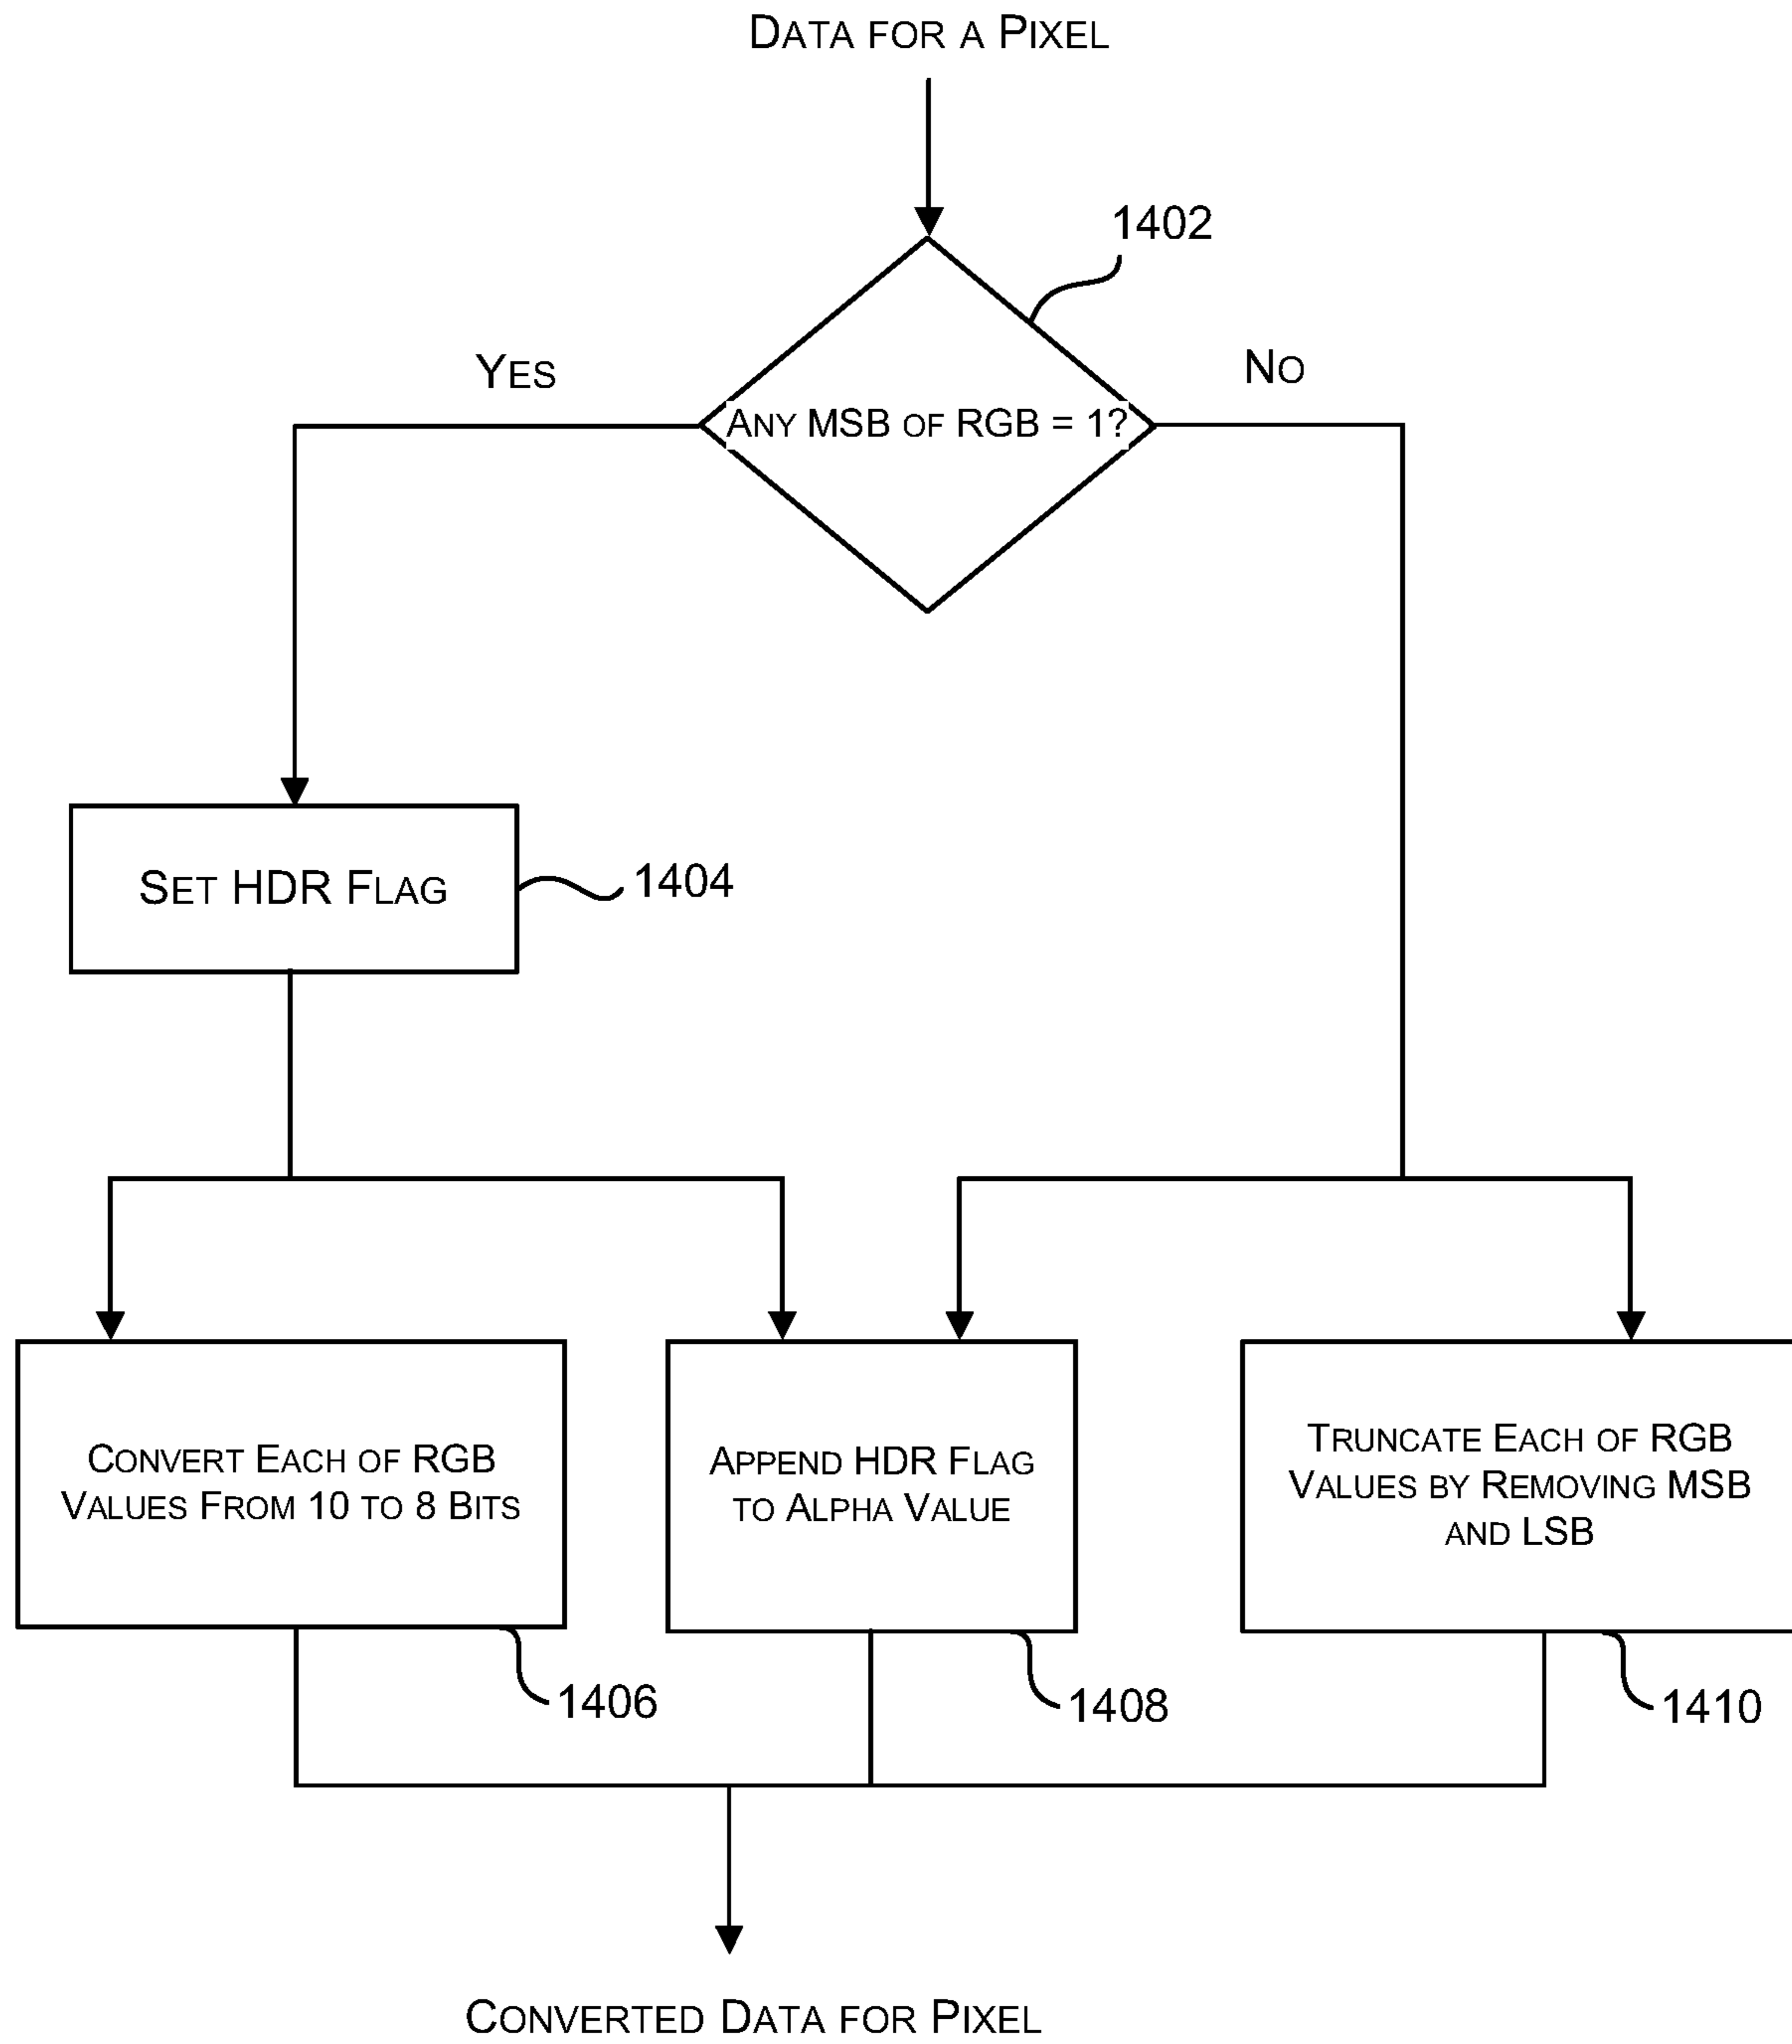 DATA FOR A PIXEL
1402
YES
NO
ANY MSB OF RGB = 1?
SET HDR FLAG
1404
CONVERT EACH OF RGB
VALUES FROM 10 TO 8 BITS
APPEND HDR FLAG
TO ALPHA VALUE
TRUNCATE EACH OF RGB
VALUES BY REMOVING MSB
AND LSB
1406
1408
1410
CONVERTED DATA FOR PIXEL